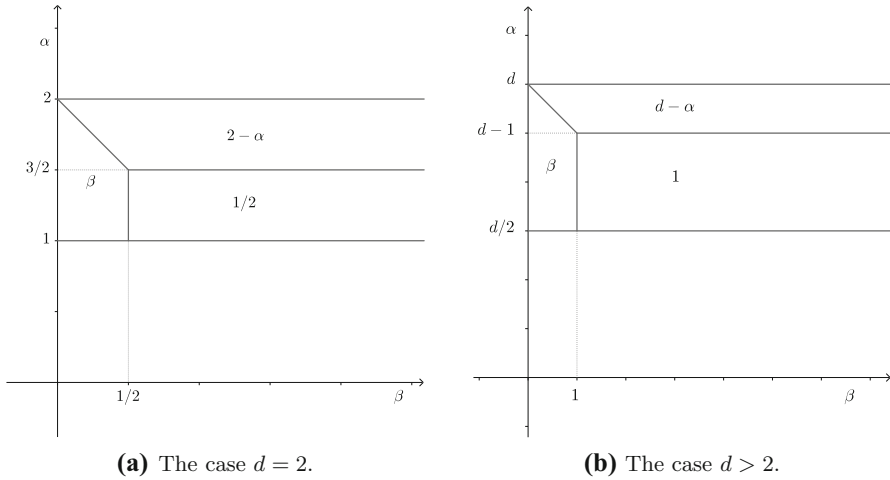 α
2
2 − α
3/2
β
1/2
1
1/2
β
(a) The case d = 2.
α
d
d − α
d − 1
β
1
d/2
1
β
(b) The case d > 2.